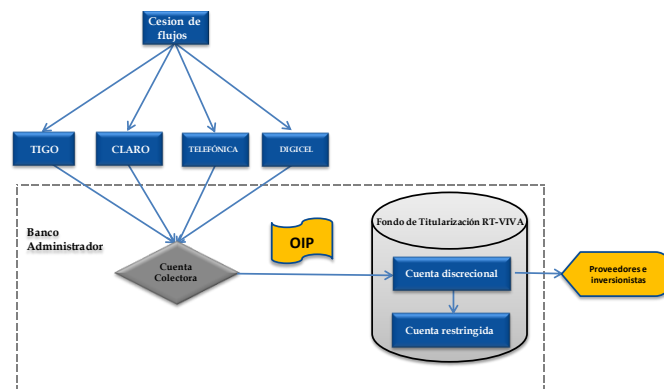 Cesion de
flujos
TIGO
CLARO
TELEFÓNICA
DIGICEL
Banco
Administrador
Cuenta
Colectora
OIP
Fondo de Titularización RT-VIVA
Cuenta discrecional
Cuenta restringida
Proveedores e
inversionistas